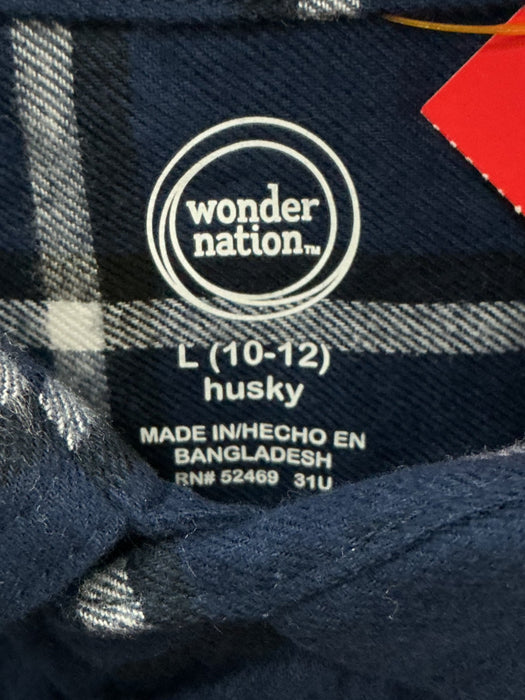 wonder
nation™
L (10-12)
husky
MADE IN/HECHO EN
BANGLADESH
RN# 52469 31U